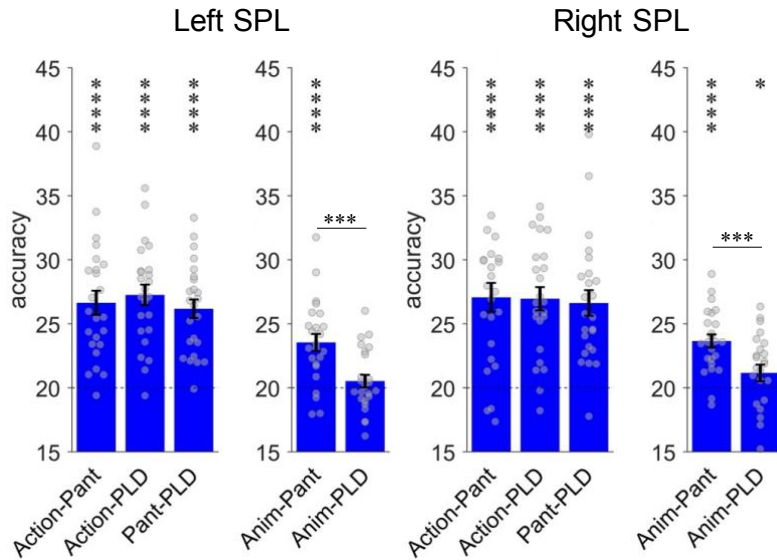 Left SPL
Right SPL
accuracy
45
40
35
30
25
20
15
****
****
****
Action-Pant
Action-PLD
Pant-PLD
45
40
35
30
25
20
15
****
***
Anim-Pant
Anim-PLD
accuracy
45
40
35
30
25
20
15
****
****
****
Action-Pant
Action-PLD
Pant-PLD
45
40
35
30
25
20
15
****
*
***
Anim-Pant
Anim-PLD